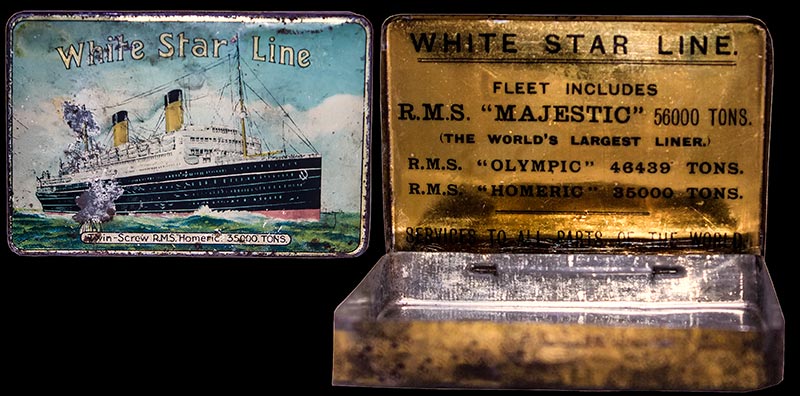 White Star Line
Twin-Screw R.M.S. Homeric. 35000. TONS
WHITE STAR LINE.
FLEET INCLUDES
R.M.S. "MAJESTIC" 56000 TONS.
(THE WORLD'S LARGEST LINER.)
R.M.S. "OLYMPIC" 46439 TONS.
R.M.S. "HOMERIC" 35000 TONS.
SERVICES TO ALL PARTS OF THE WORLD.